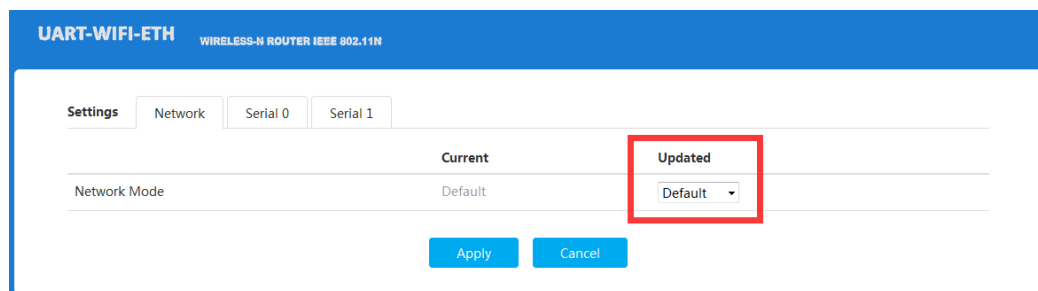 UART-WIFI-ETH WIRELESS-N ROUTER IEEE 802.11N
Settings Network Serial 0 Serial 1
Current Updated
Network Mode Default Default
Apply Cancel